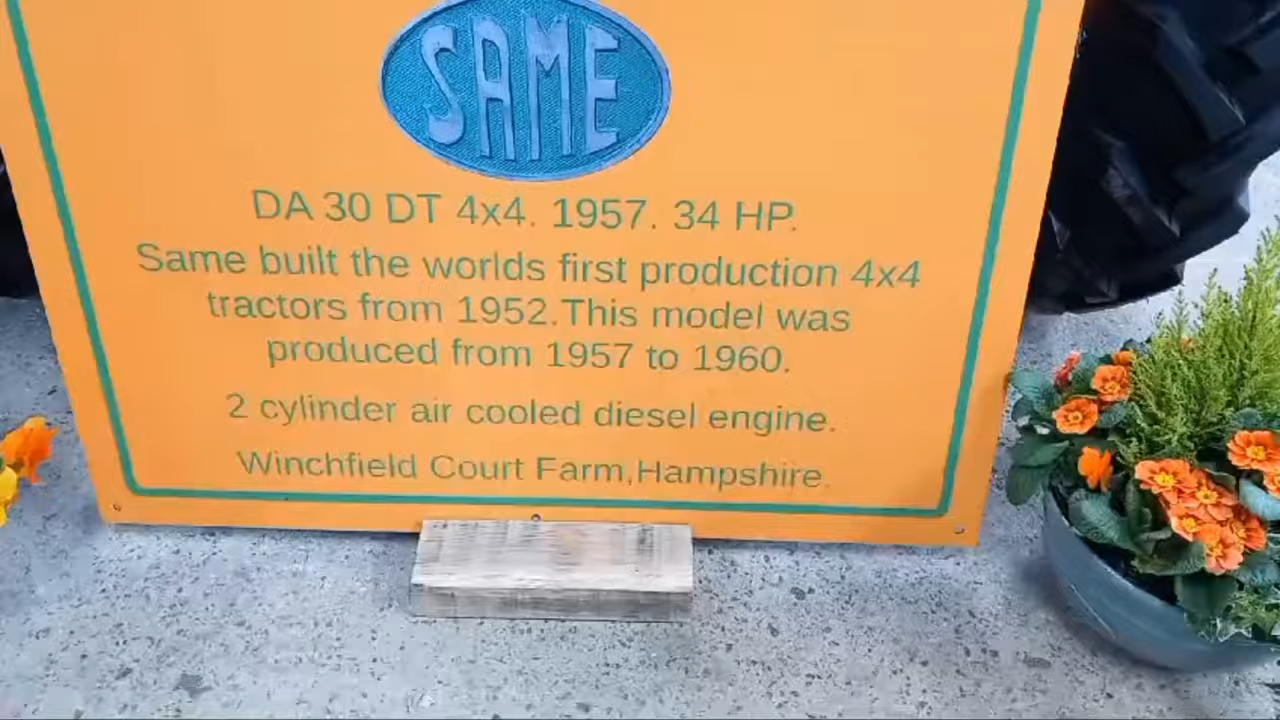 SAME
DA 30 DT 4x4. 1957. 34 HP.
Same built the worlds first production 4x4
tractors from 1952.This model was
produced from 1957 to 1960.
2 cylinder air cooled diesel engine.
Winchfield Court Farm,Hampshire.